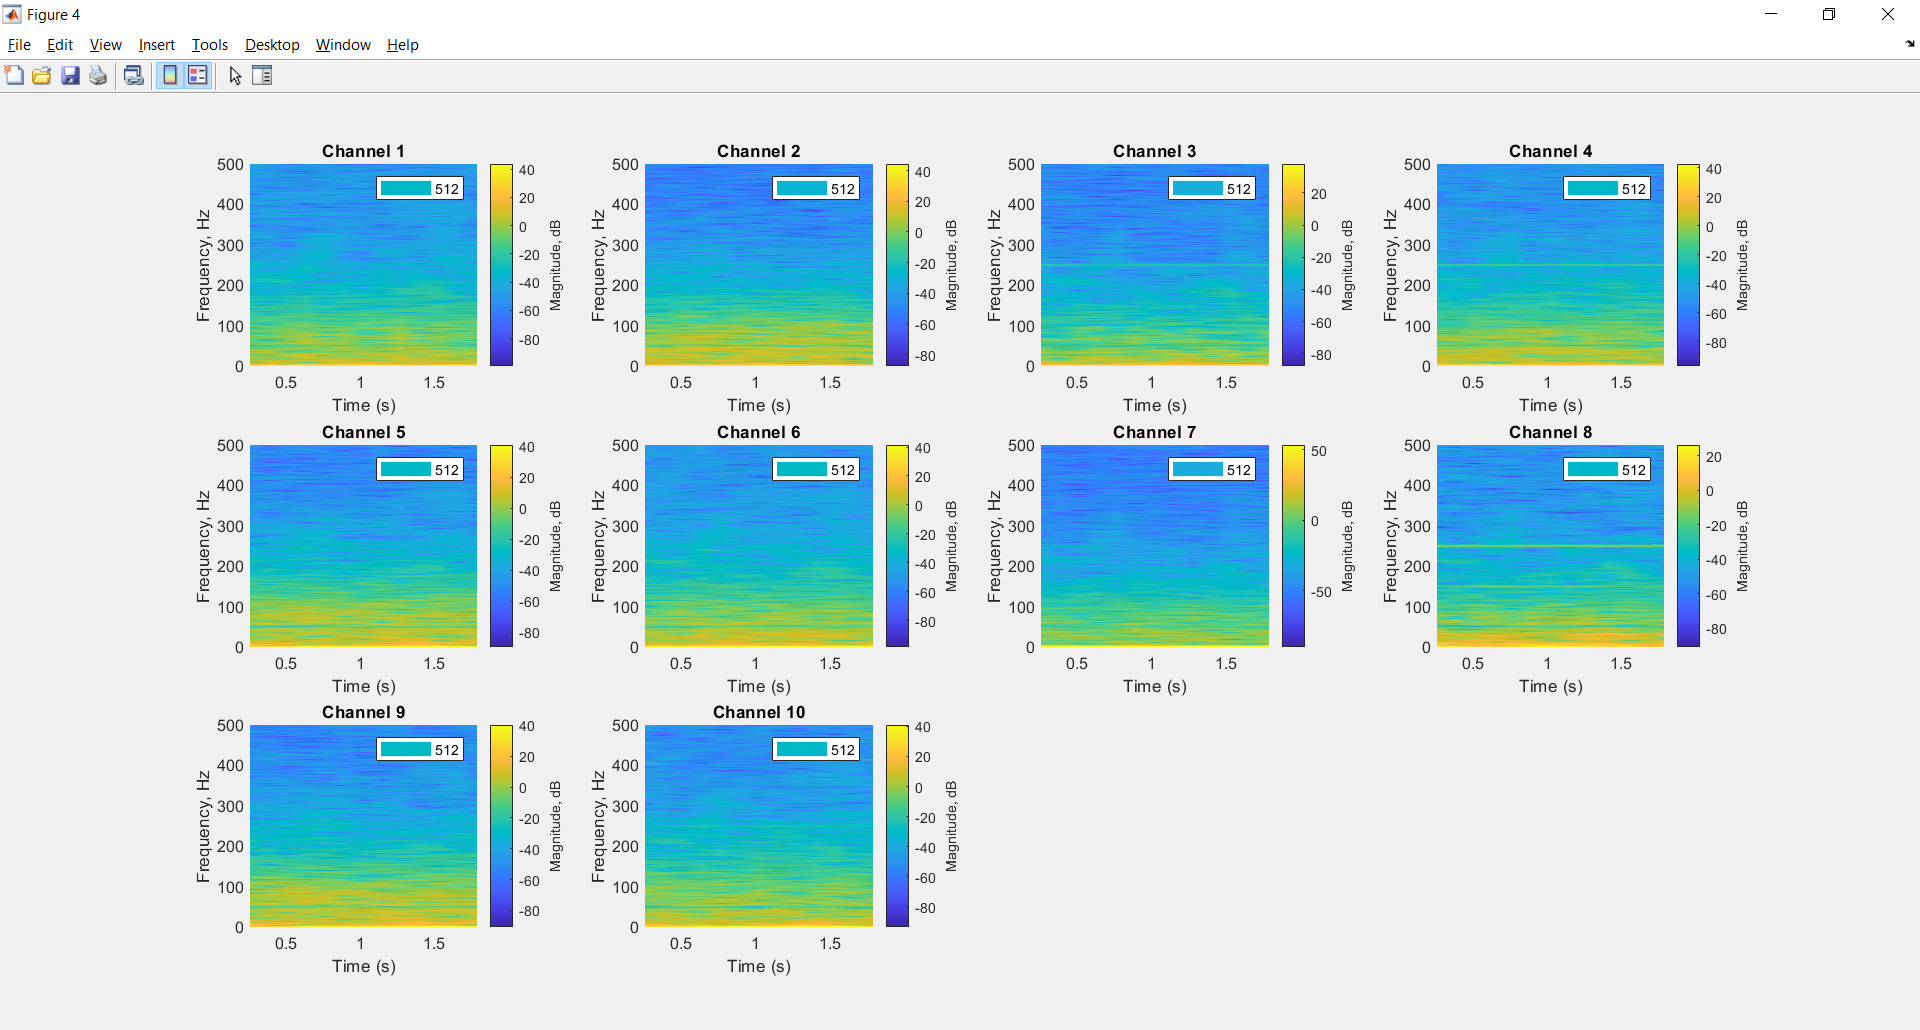 Figure 4
File Edit View Insert Tools Desktop Window Help
Channel 1
500
400
300
200
100
0
Frequency, Hz
512
0.5 1 1.5
Time (s)
40
20
0
-20
-40
-60
-80
Magnitude, dB
Channel 2
500
400
300
200
100
0
Frequency, Hz
512
0.5 1 1.5
Time (s)
40
20
0
-20
-40
-60
-80
Magnitude, dB
Channel 3
500
400
300
200
100
0
Frequency, Hz
512
0.5 1 1.5
Time (s)
20
0
-20
-40
-60
-80
Magnitude, dB
Channel 4
500
400
300
200
100
0
Frequency, Hz
512
0.5 1 1.5
Time (s)
40
20
0
-20
-40
-60
-80
Magnitude, dB
Channel 5
500
400
300
200
100
0
Frequency, Hz
512
0.5 1 1.5
Time (s)
40
20
0
-20
-40
-60
-80
Magnitude, dB
Channel 6
500
400
300
200
100
0
Frequency, Hz
512
0.5 1 1.5
Time (s)
40
20
0
-20
-40
-60
-80
Magnitude, dB
Channel 7
500
400
300
200
100
0
Frequency, Hz
512
0.5 1 1.5
Time (s)
50
0
-50
Magnitude, dB
Channel 8
500
400
300
200
100
0
Frequency, Hz
512
0.5 1 1.5
Time (s)
20
0
-20
-40
-60
-80
Magnitude, dB
Channel 9
500
400
300
200
100
0
Frequency, Hz
512
0.5 1 1.5
Time (s)
40
20
0
-20
-40
-60
-80
Magnitude, dB
Channel 10
500
400
300
200
100
0
Frequency, Hz
512
0.5 1 1.5
Time (s)
40
20
0
-20
-40
-60
-80
Magnitude, dB